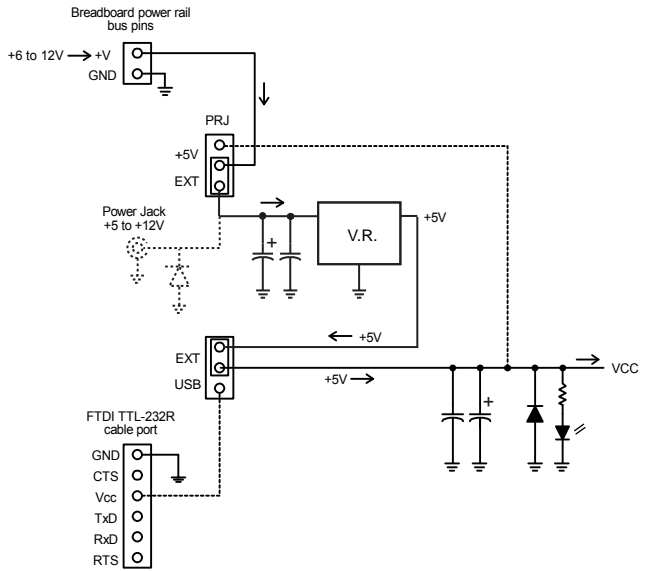 Breadboard power rail
bus pins
+6 to 12V
+V
GND
PRJ
+5V
EXT
Power Jack
+5 to +12V
+
V.R.
+5V
+5V
EXT
USB
+5V
+
VCC
FTDI TTL-232R
cable port
GND
CTS
Vcc
TxD
RxD
RTS